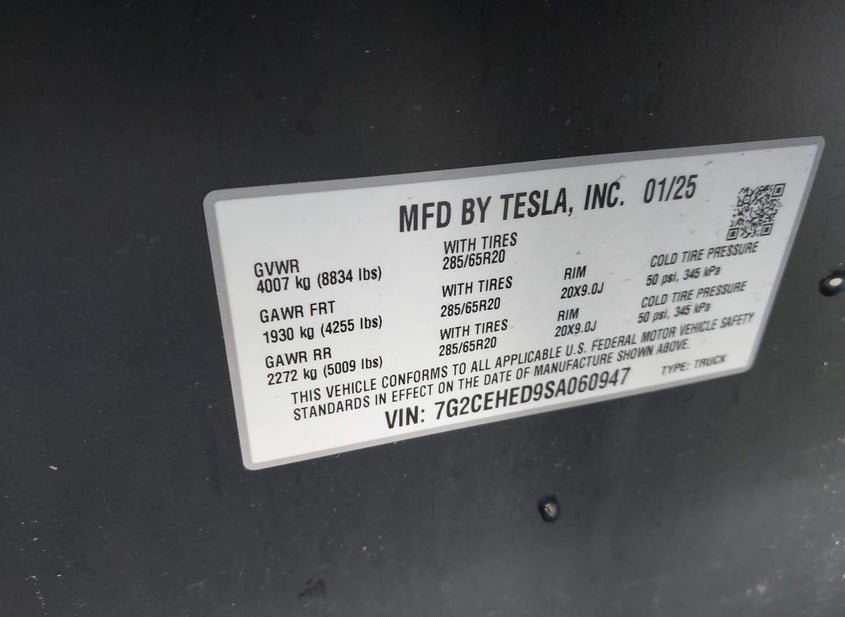 MFD BY TESLA, INC. 01/25
GVWR
4007 kg (8834 lbs)
WITH TIRES
285/65R20
GAWR FRT
1930 kg (4255 lbs)
WITH TIRES
285/65R20
RIM
20X9.0J
COLD TIRE PRESSURE
50 psi, 345 kPa
GAWR RR
2272 kg (5009 lbs)
WITH TIRES
285/65R20
RIM
20X9.0J
COLD TIRE PRESSURE
50 psi, 345 kPa
THIS VEHICLE CONFORMS TO ALL APPLICABLE U.S. FEDERAL MOTOR VEHICLE SAFETY
STANDARDS IN EFFECT ON THE DATE OF MANUFACTURE SHOWN ABOVE.
VIN: 7G2CEHED9SA060947
TYPE: TRUCK